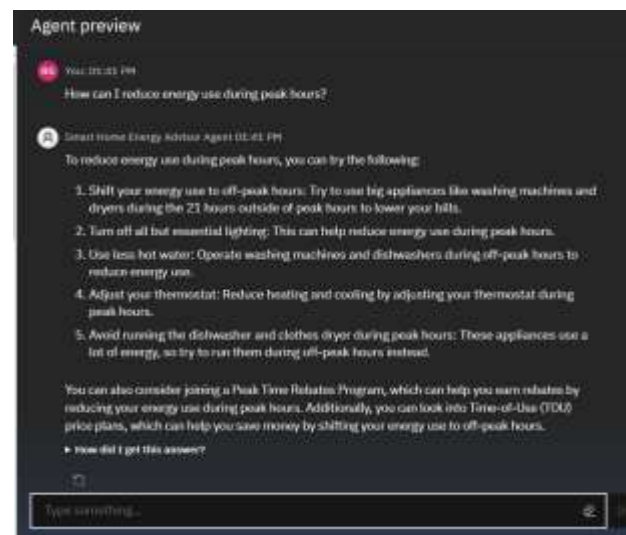 Agent preview
You 01:41 PM
How can I reduce energy use during peak hours?
Smart Home Energy Advisor Agent 01:41 PM
To reduce energy use during peak hours, you can try the following:
1. Shift your energy use to off-peak hours: Try to use big appliances like washing machines and
dryers during the 21 hours outside of peak hours to lower your bills.
2. Turn off all but essential lighting: This can help reduce energy use during peak hours.
3. Use less hot water: Operate washing machines and dishwashers during off-peak hours to
reduce energy use.
4. Adjust your thermostat: Reduce heating and cooling by adjusting your thermostat during
peak hours.
5. Avoid running the dishwasher and clothes dryer during peak hours: These appliances use a
lot of energy, so try to run them during off-peak hours instead.
You can also consider joining a Peak Time Rebates Program, which can help you earn rebates by
reducing your energy use during peak hours. Additionally, you can look into Time-of-Use (TOU)
price plans, which can help you save money by shifting your energy use to off-peak hours.
How did I get this answer?
Type something...